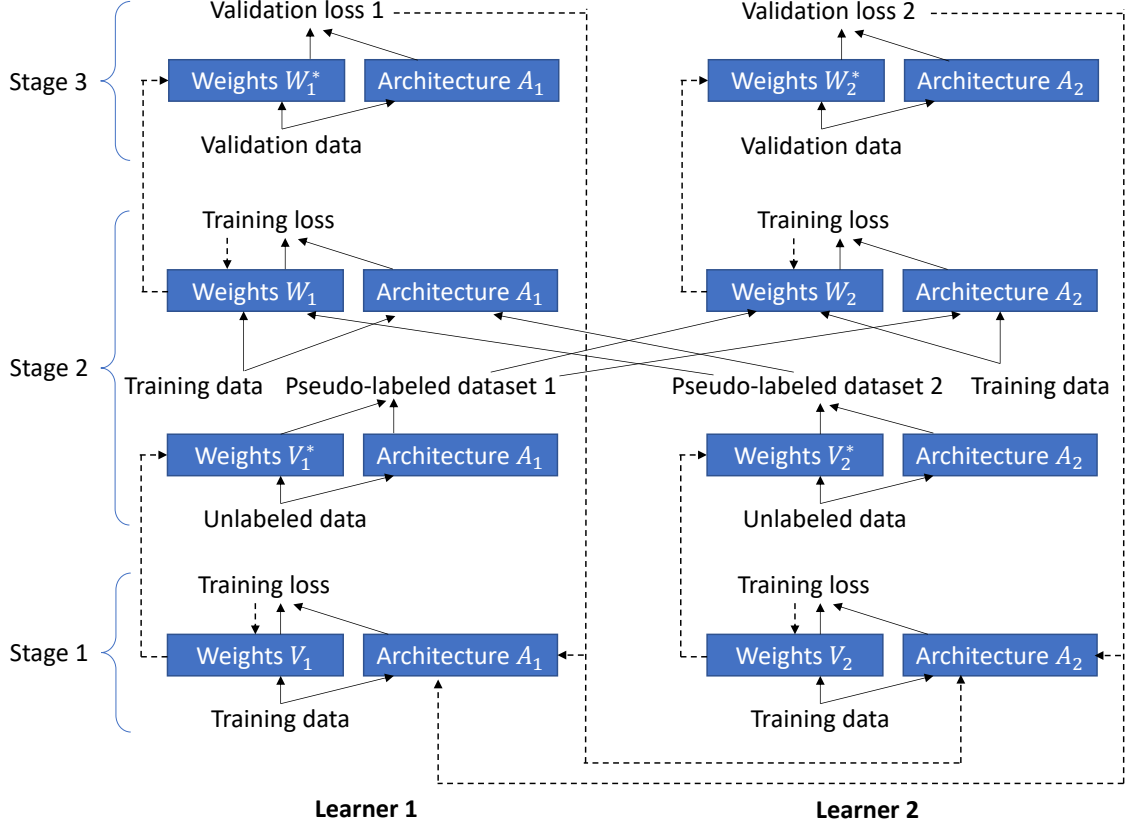 Validation loss 1
Validation loss 2
Stage 3
Weights W₁*
Architecture A₁
Weights W₂*
Architecture A₂
Validation data
Validation data
Training loss
Training loss
Weights W₁
Architecture A₁
Weights W₂
Architecture A₂
Stage 2
Training data
Pseudo-labeled dataset 1
Pseudo-labeled dataset 2
Training data
Weights V₁*
Architecture A₁
Weights V₂*
Architecture A₂
Unlabeled data
Unlabeled data
Training loss
Training loss
Stage 1
Weights V₁
Architecture A₁
Weights V₂
Architecture A₂
Training data
Training data
Learner 1
Learner 2